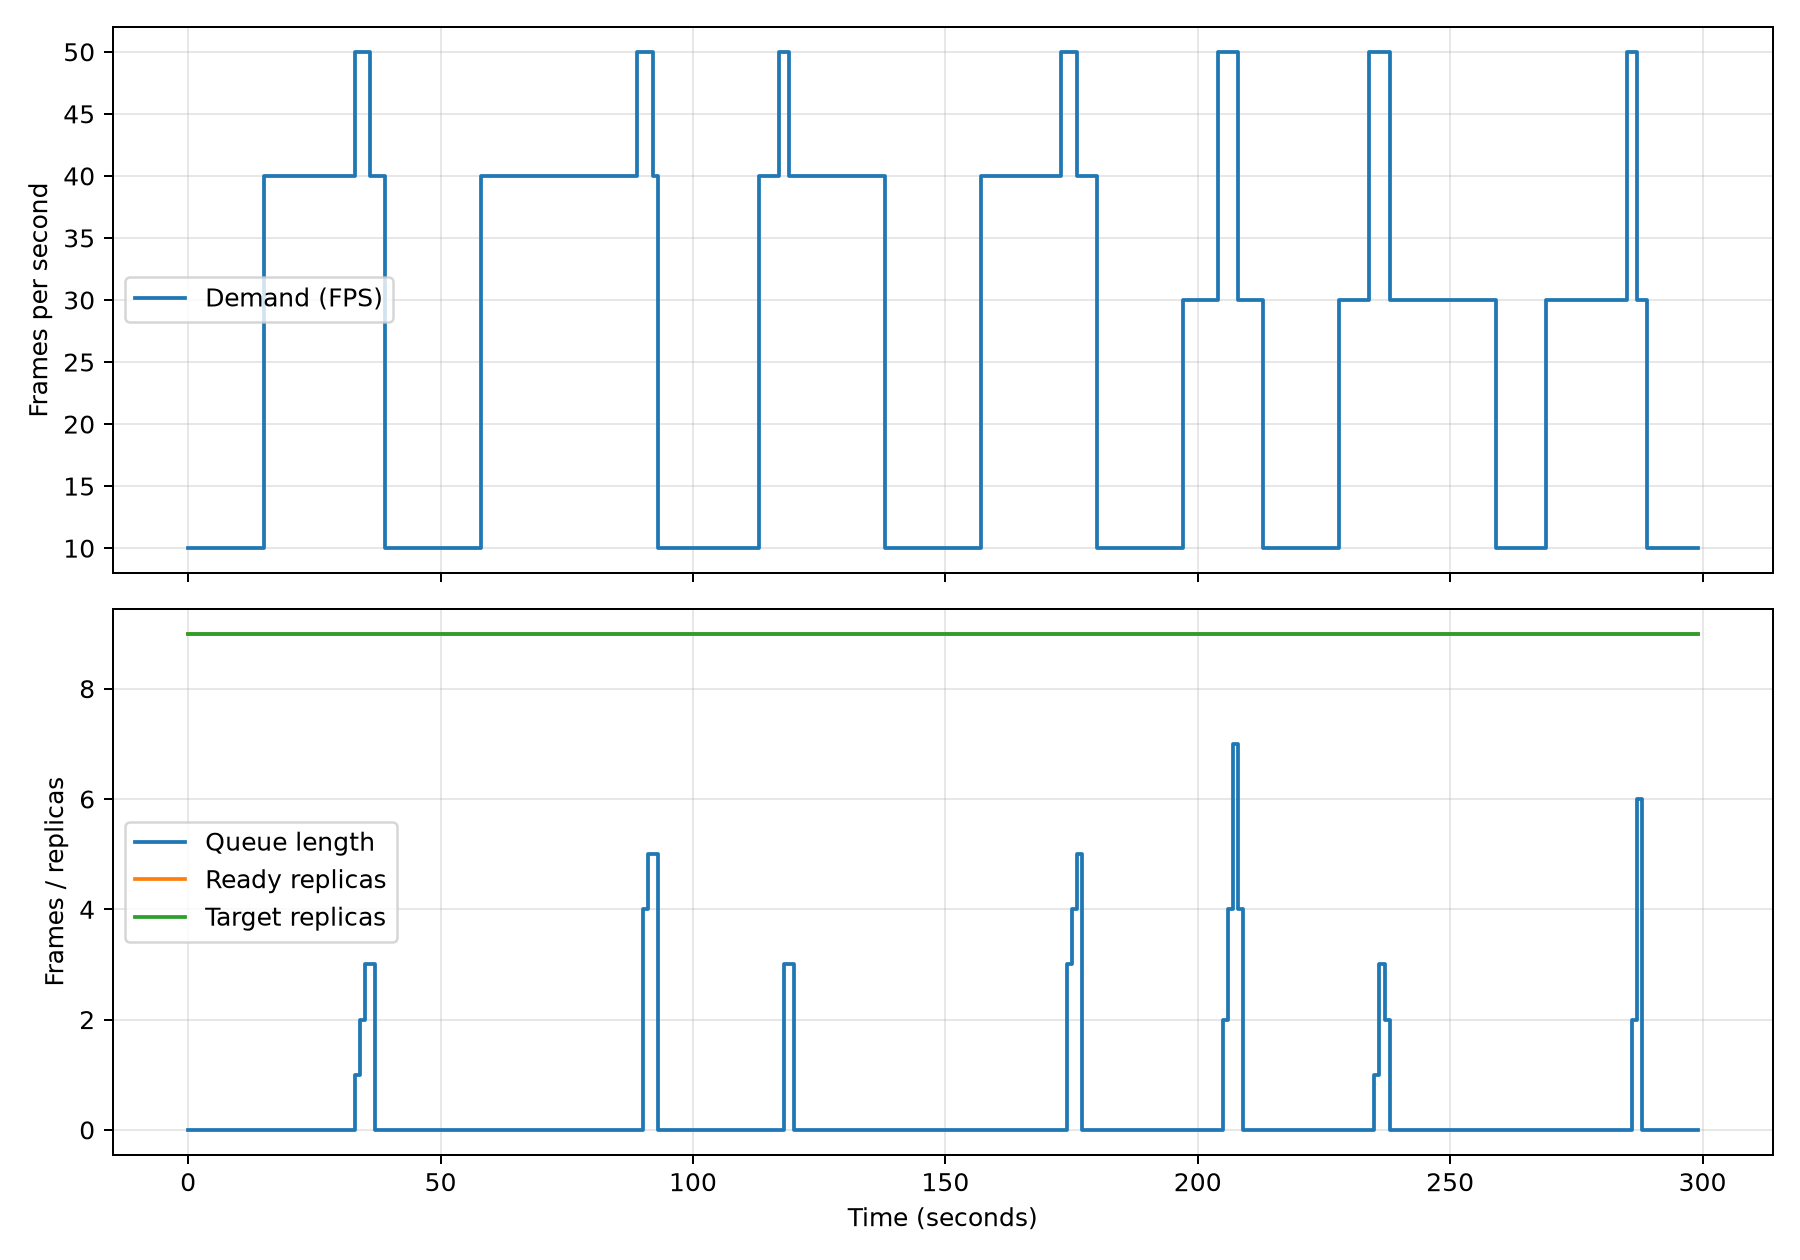 50
45
40
35
30
25
20
15
10
Frames per second
Demand (FPS)
8
6
4
2
0
Frames / replicas
Queue length
Ready replicas
Target replicas
0 50 100 150 200 250 300
Time (seconds)